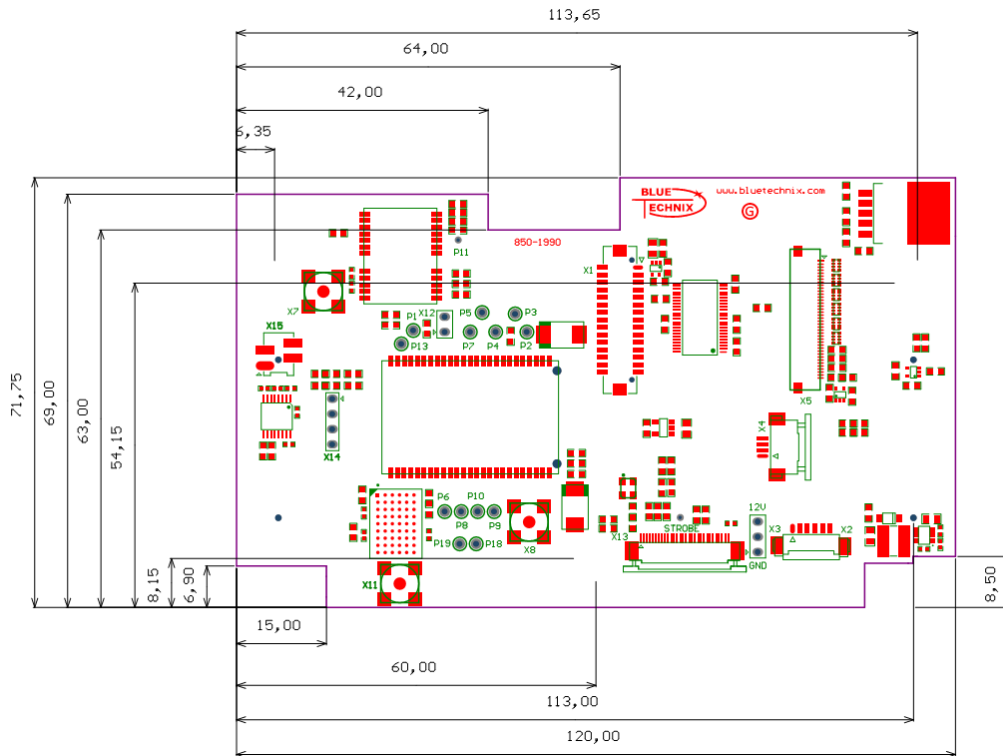 113,65
64,00
42,00
6,35
BLUE
TECHNIX
www.bluetechnix.com
G
850-1990
P11
X1
X7
P1
X12
P5
P3
X15
P13
P7
P4
P2
71,75
69,00
63,00
54,15
X5
X4
X14
P6
P10
P8
P9
12V
STROBE
X13
X3
X2
P19
P18
X8
GND
X11
8,15
6,90
8,50
15,00
60,00
113,00
120,00